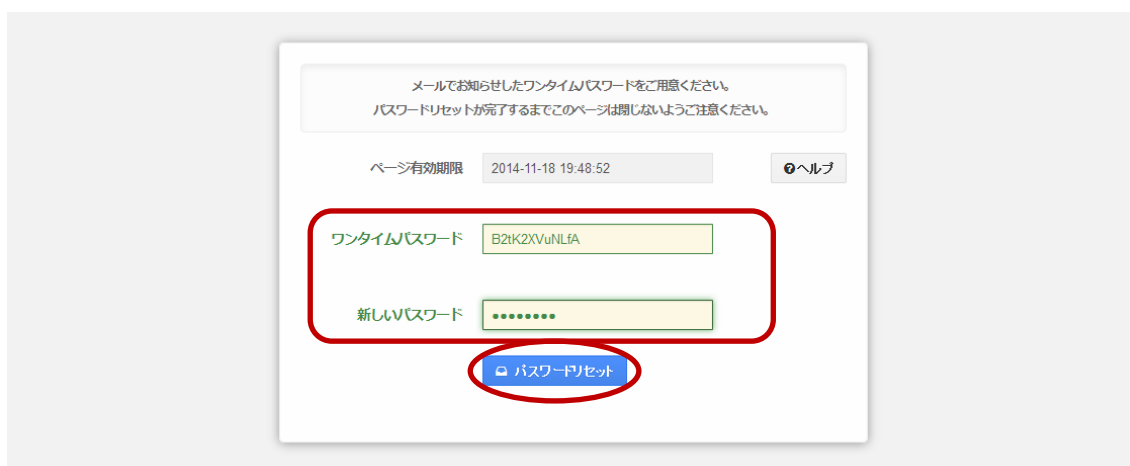 メールでお知らせしたワンタイムパスワードをご用意ください。
パスワードリセットが完了するまでこのページは閉じないようご注意ください。
ページ有効期限 2014-11-18 19:48:52 ヘルプ
ワンタイムパスワード B2tK2XVuNLfA
新しいパスワード ••••••••
パスワードリセット